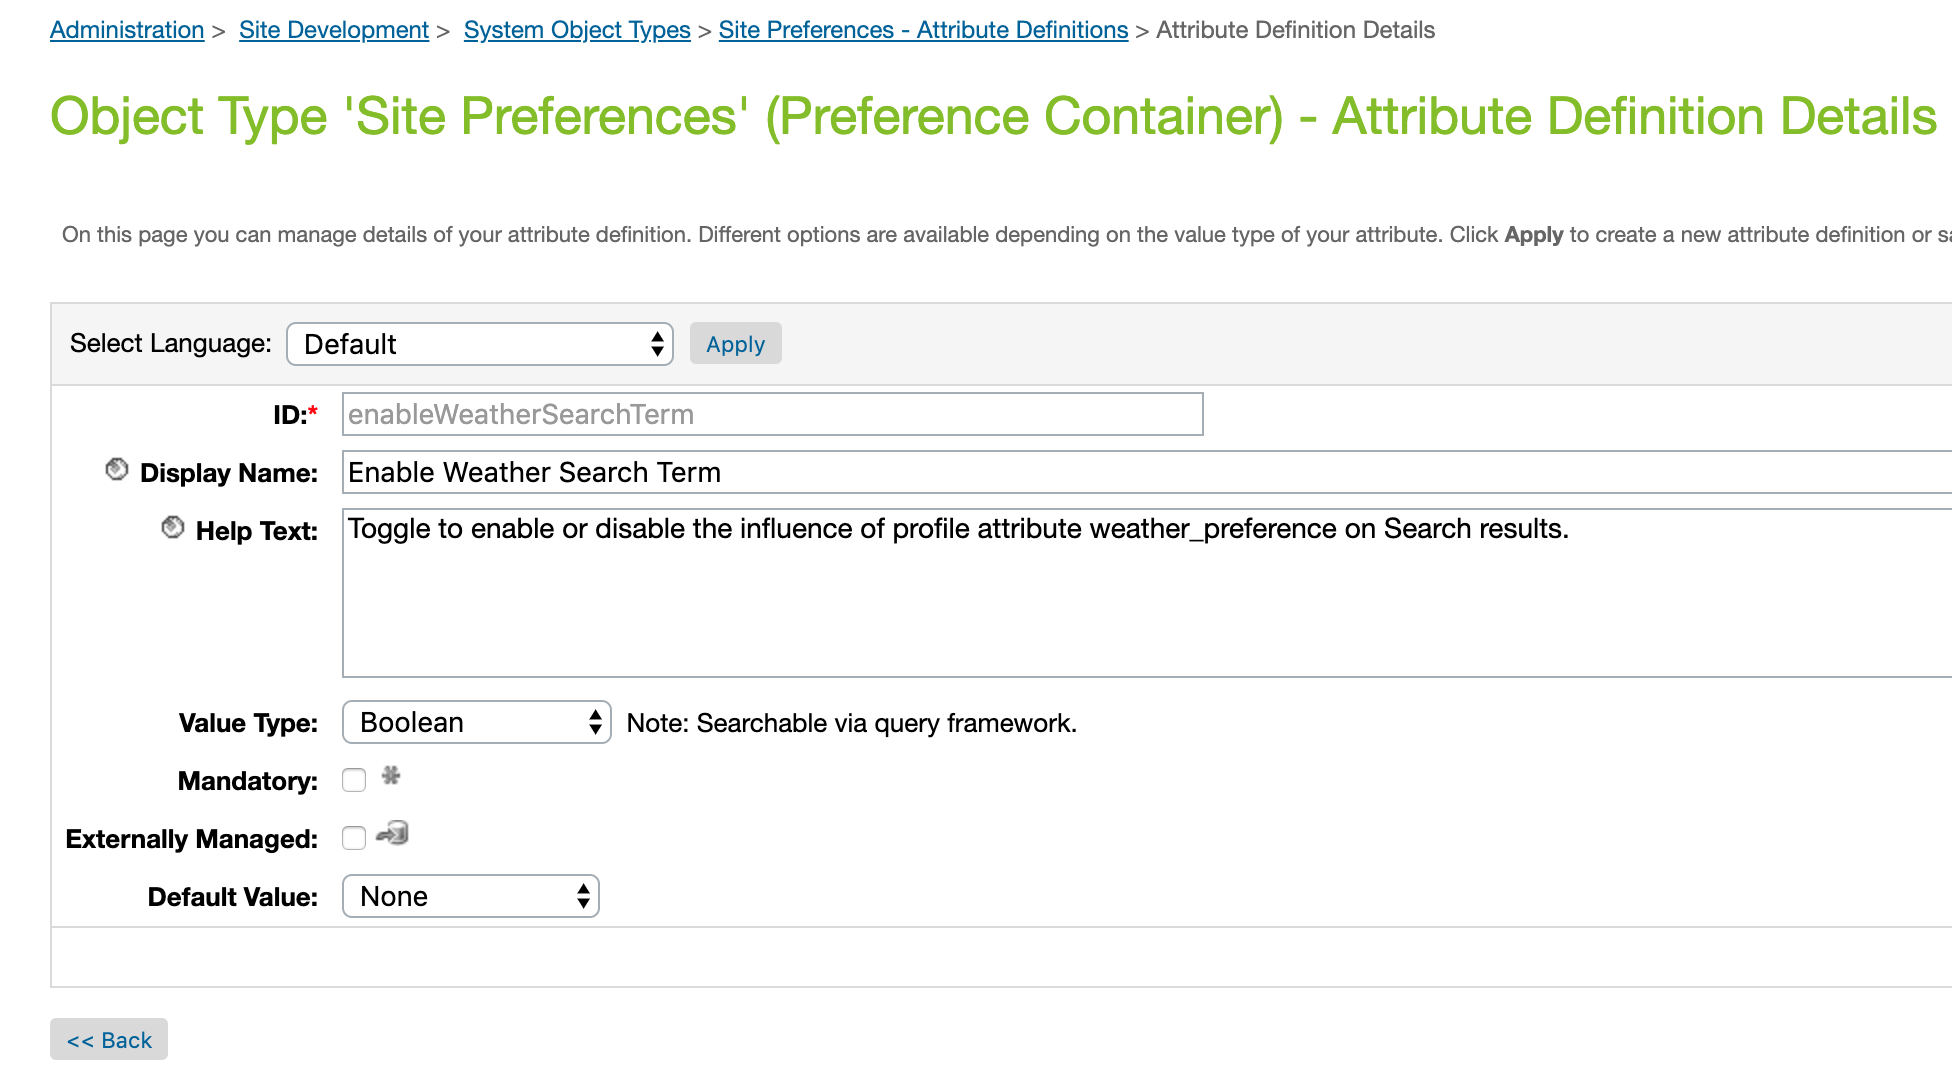 Administration > Site Development > System Object Types > Site Preferences - Attribute Definitions > Attribute Definition Details
Object Type 'Site Preferences' (Preference Container) - Attribute Definition Details
On this page you can manage details of your attribute definition. Different options are available depending on the value type of your attribute. Click Apply to create a new attribute definition or
Select Language: Default Apply
ID:* enableWeatherSearchTerm
Display Name: Enable Weather Search Term
Help Text: Toggle to enable or disable the influence of profile attribute weather_preference on Search results.
Value Type: Boolean Note: Searchable via query framework.
Mandatory:
Externally Managed:
Default Value: None
<< Back